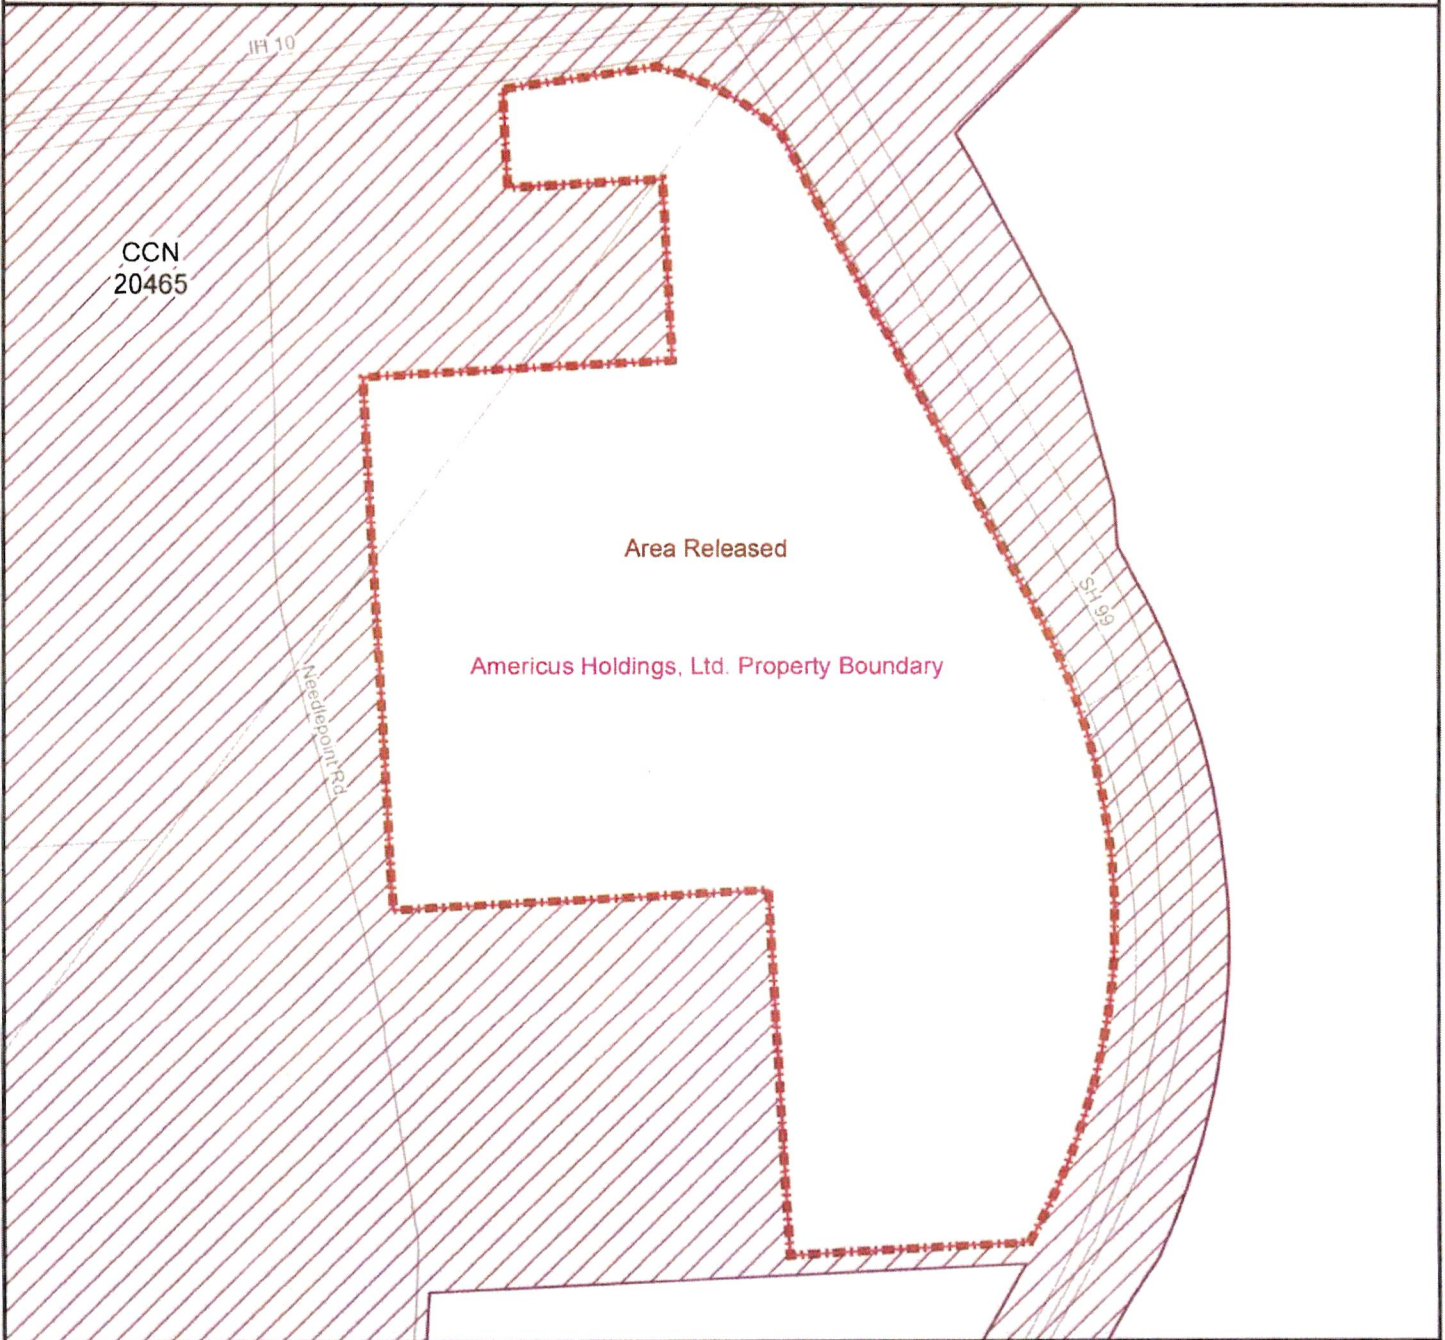 IH 10
CCN
20465
Area Released
SH 99
Americus Holdings, Ltd. Property Boundary
Needlepoint Rd